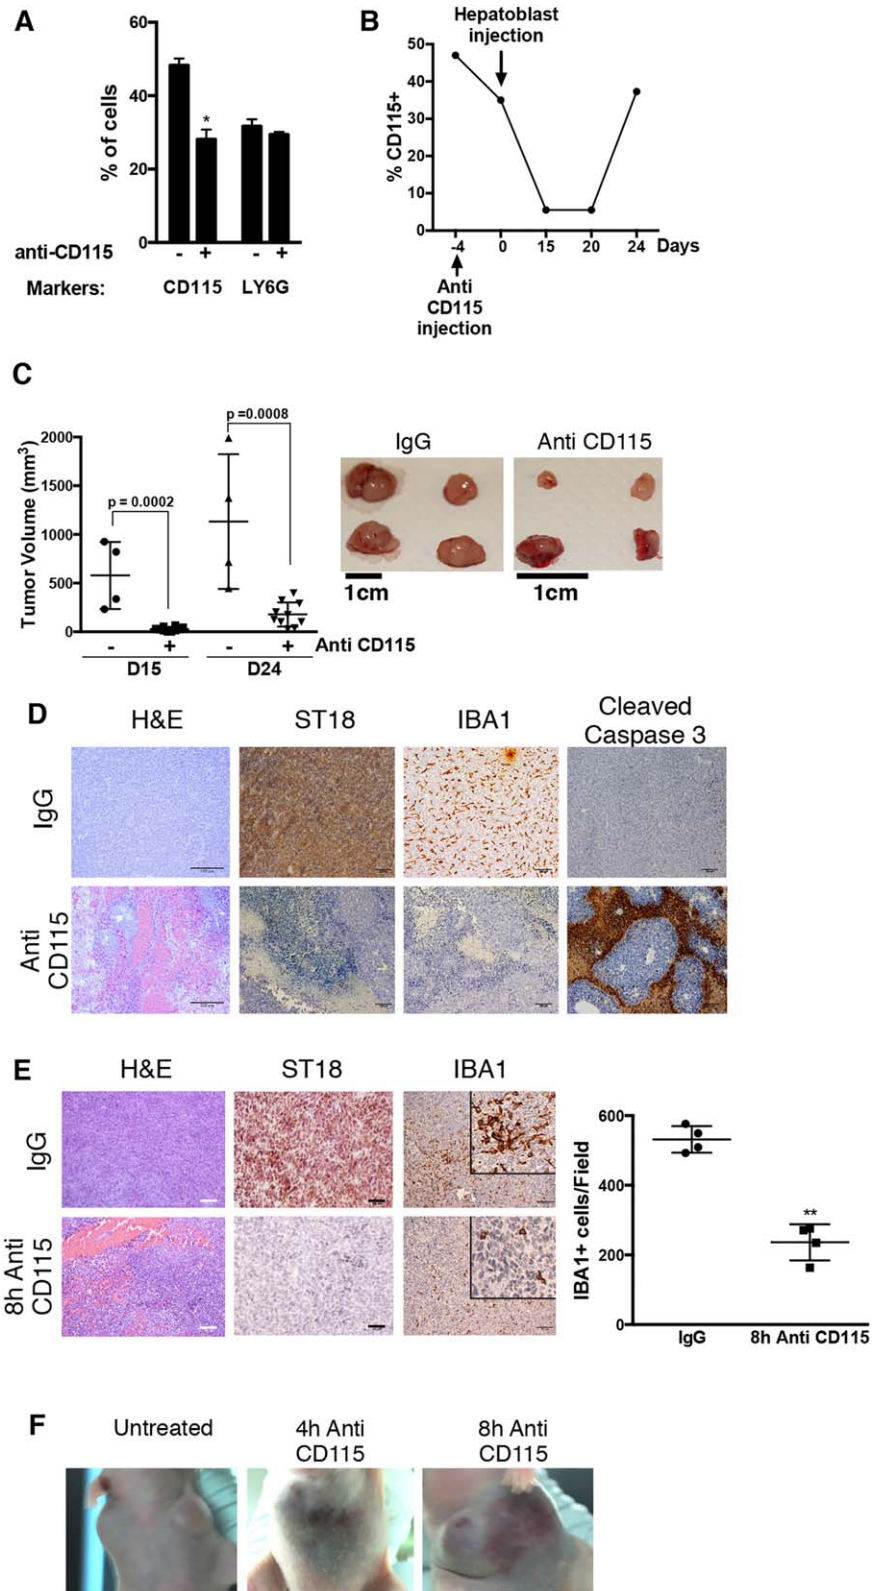 A
60
40
20
0
% of cells
*
anti-CD115 - + - +
Markers: CD115 LY6G
B
Hepatoblast
injection
50
40
30
20
10
0
% CD115+
-4 0 15 20 24 Days
Anti
CD115
injection
C
Tumor Volume (mm3)
2000
1500
1000
500
0
p = 0.0002
p =0.0008
- + - + Anti CD115
D15 D24
IgG Anti CD115
1cm 1cm
D
H&E ST18 IBA1 Cleaved
Caspase 3
IgG
Anti
CD115
E
H&E ST18 IBA1
IgG
8h Anti
CD115
IBA1+ cells/Field
600
400
200
0
**
IgG 8h Anti CD115
F
Untreated 4h Anti
CD115 8h Anti
CD115